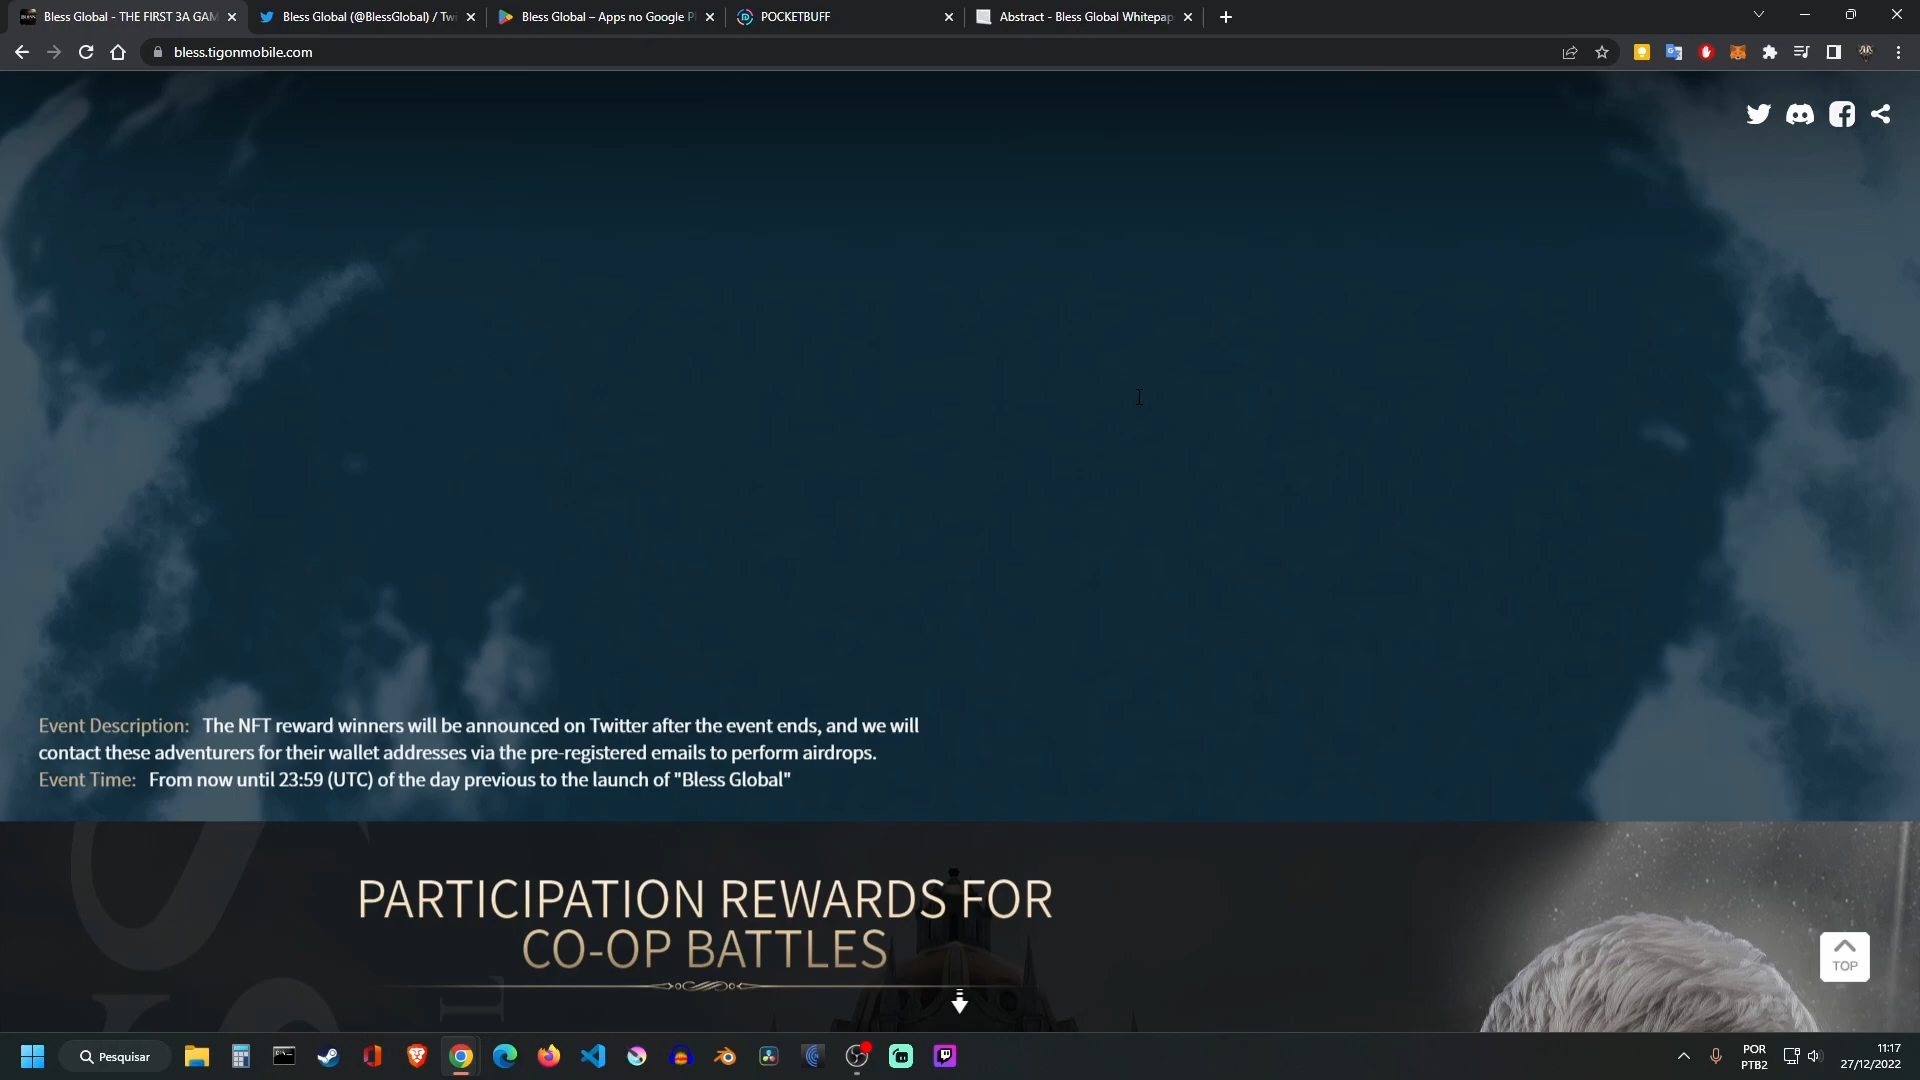 Bless Global - THE FIRST 3A GAM
Bless Global (@BlessGlobal) / Twi
Bless Global – Apps no Google P
POCKETBUFF
Abstract - Bless Global Whitepap
bless.tigonmobile.com
Event Description: The NFT reward winners will be announced on Twitter after the event ends, and we will
contact these adventurers for their wallet addresses via the pre-registered emails to perform airdrops.
Event Time: From now until 23:59 (UTC) of the day previous to the launch of "Bless Global"
PARTICIPATION REWARDS FOR
CO-OP BATTLES
TOP
Pesquisar
POR
PTB2
11:17
27/12/2022